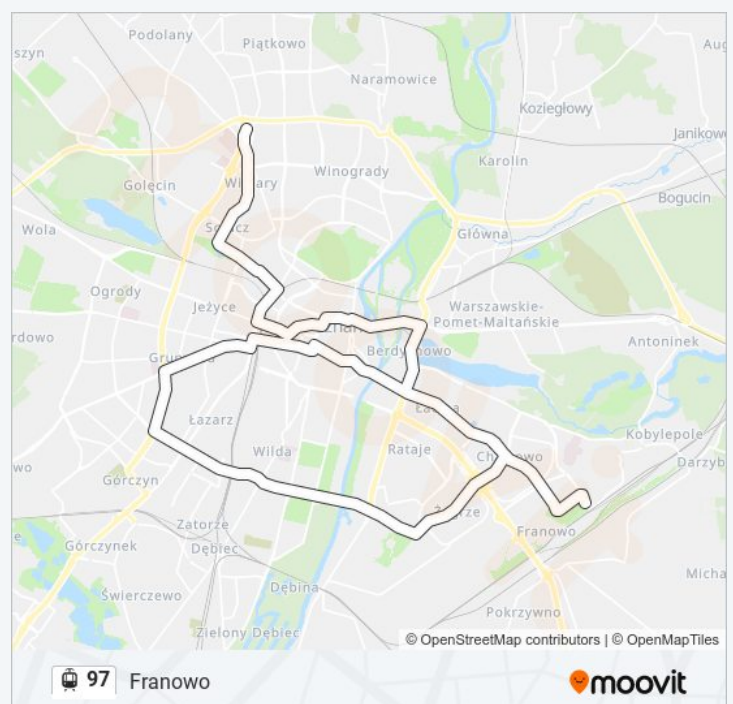 Podolany
szyn
Piątkowo
Aug
Naramowice
Koziegłowy
Janikowo
Karolin
Winogrady
Golęcin
Bogucin
Wola
Główna
Ogrody
Jeżyce
Warszawskie-
Pomet-Maltańskie
ordowo
Antoninek
Łazarz
Kobylepole
Rataje
Wilda
wo
Darzyb
Górczyn
Zatorze
Franowo
Dębiec
Górczynek
Micha
Dębina
Świerczewo
Pokrzywno
Zielony Dębiec
© OpenStreetMap contributors | © OpenMapTiles
97 Franowo
moovit